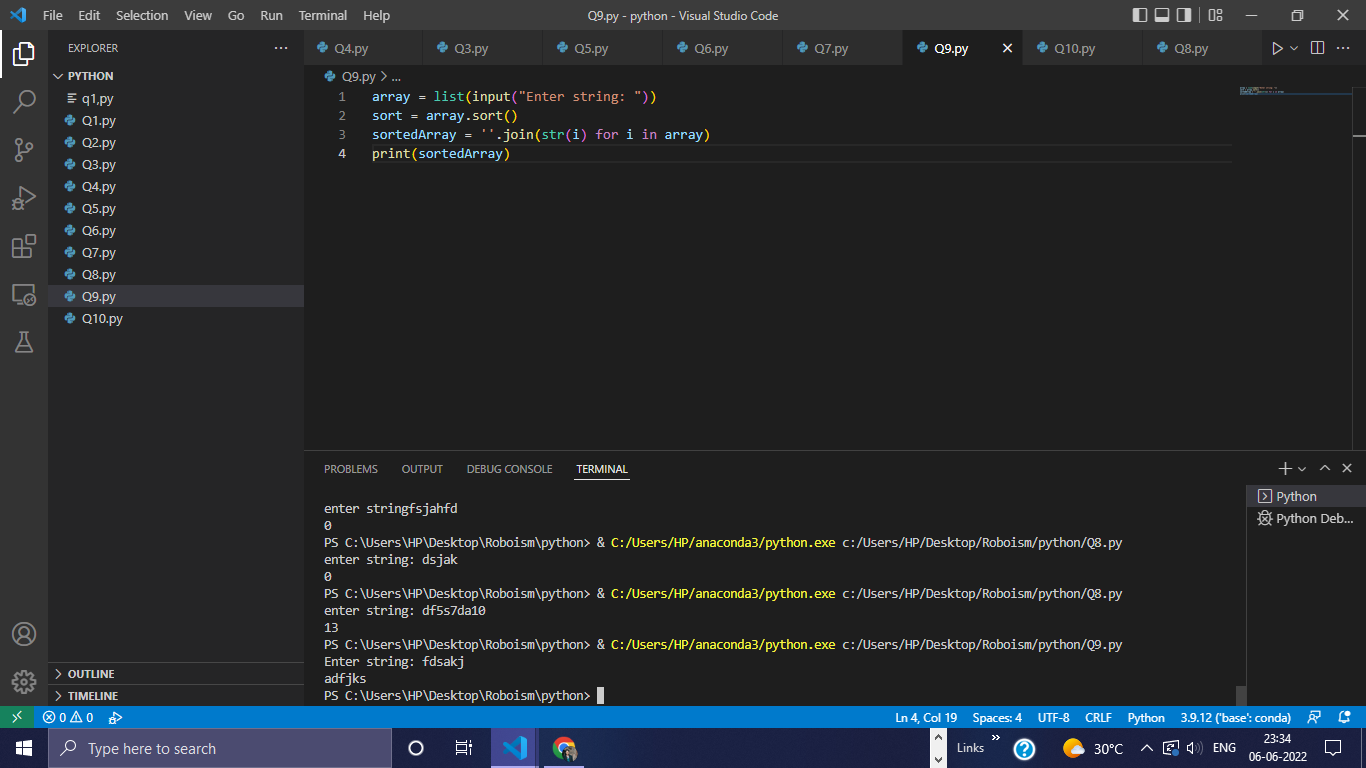 File Edit Selection View Go Run Terminal Help Q9.py - python - Visual Studio Code
EXPLORER
PYTHON
q1,py
Q1.py
Q2.py
Q3.py
Q4.py
Q5.py
Q6.py
Q7.py
Q8.py
Q9.py
Q10.py
OUTLINE
TIMELINE
Q4.py Q3.py Q5.py Q6.py Q7.py Q9.py Q10.py Q8.py
Q9.py > ...
1 array = list(input("Enter string: "))
2 sort = array.sort()
3 sortedArray = ''.join(str(i) for i in array)
4 print(sortedArray)
PROBLEMS OUTPUT DEBUG CONSOLE TERMINAL
enter stringfsjahfd
0
PS C:\Users\HP\Desktop\Roboism\python> & C:/Users/HP/anaconda3/python.exe c:/Users/HP/Desktop/Roboism/python/Q8.py
enter string: dsjak
0
PS C:\Users\HP\Desktop\Roboism\python> & C:/Users/HP/anaconda3/python.exe c:/Users/HP/Desktop/Roboism/python/Q8.py
enter string: df5s7da10
13
PS C:\Users\HP\Desktop\Roboism\python> & C:/Users/HP/anaconda3/python.exe c:/Users/HP/Desktop/Roboism/python/Q9.py
Enter string: fdsakj
adfjks
PS C:\Users\HP\Desktop\Roboism\python>
Python
Python Deb...
0 0 Ln 4, Col 19 Spaces: 4 UTF-8 CRLF Python 3.9.12 ('base': conda)
Type here to search Links 30°C ENG 23:34
06-06-2022